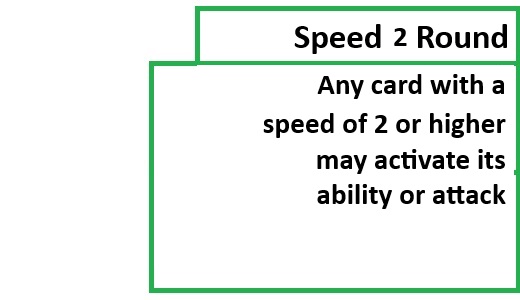 Speed 2 Round
Any card with a
speed of 2 or higher
may activate its
ability or attack